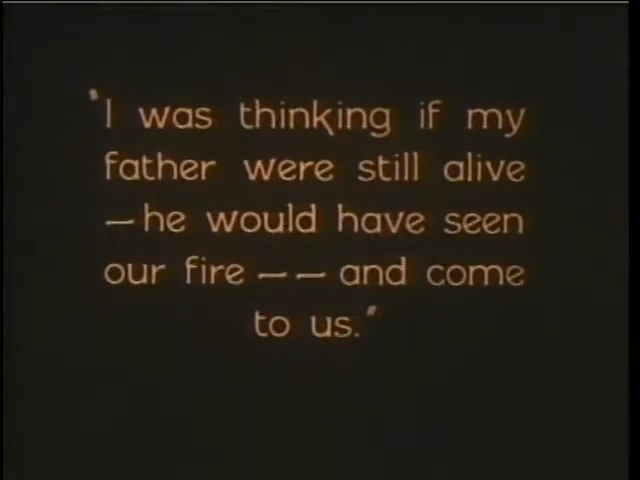 "I was thinking if my
father were still alive
—he would have seen
our fire — — and come
to us."